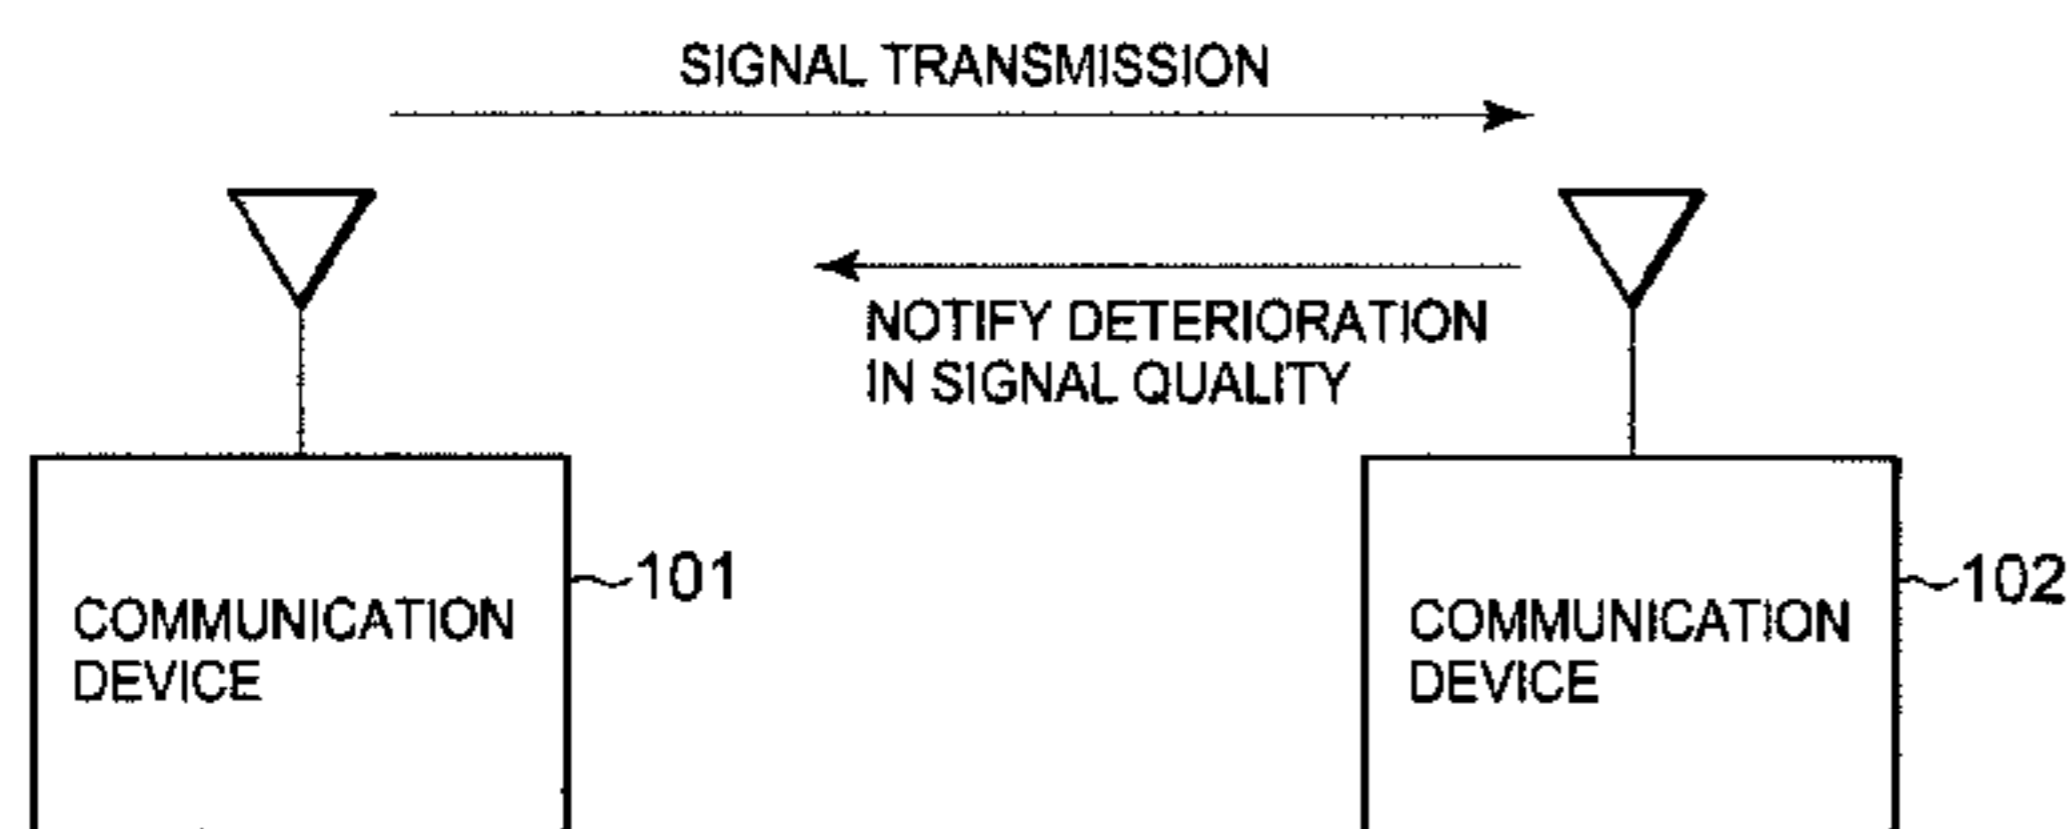 SIGNAL TRANSMISSION
NOTIFY DETERIORATION
IN SIGNAL QUALITY
101
COMMUNICATION
DEVICE
102
COMMUNICATION
DEVICE